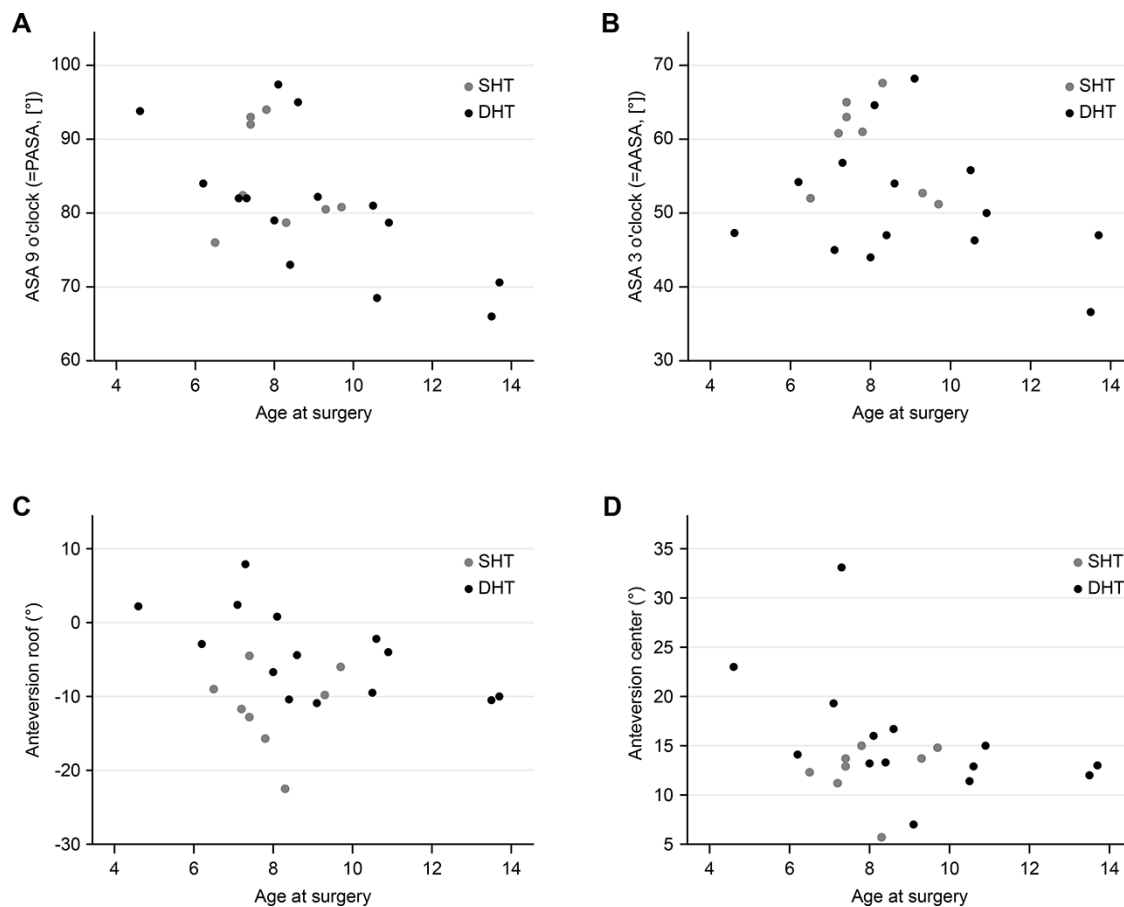 A
ASA 9 o'clock (=PASA, [°])
100
90
80
70
60
SHT
DHT
4 6 8 10 12 14
Age at surgery
B
ASA 3 o'clock (=AASA, [°])
70
60
50
40
30
SHT
DHT
4 6 8 10 12 14
Age at surgery
C
Anteversion roof (°)
10
0
-10
-20
-30
SHT
DHT
4 6 8 10 12 14
Age at surgery
D
Anteversion center (°)
35
30
25
20
15
10
5
SHT
DHT
4 6 8 10 12 14
Age at surgery